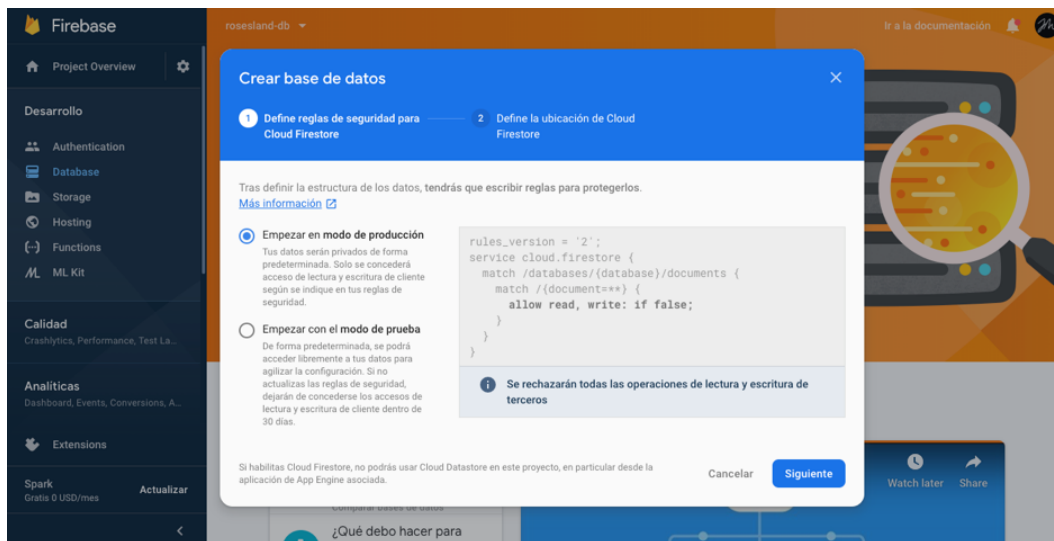 Firebase
rosesland-db
Ir a la documentación
Project Overview
Desarrollo
Authentication
Database
Storage
Hosting
Functions
ML Kit
Calidad
Crashlytics, Performance, Test La...
Analíticas
Dashboard, Events, Conversions, A...
Extensions
Spark
Gratis 0 USD/mes
Actualizar
Crear base de datos
1 Define reglas de seguridad para
Cloud Firestore
2 Define la ubicación de Cloud
Firestore
Tras definir la estructura de los datos, tendrás que escribir reglas para protegerlos.
Más información
Empezar en modo de producción
Tus datos serán privados de forma
predeterminada. Solo se concederá
acceso de lectura y escritura de cliente
según se indique en tus reglas de
seguridad.
Empezar con el modo de prueba
De forma predeterminada, se podrá
acceder libremente a tus datos para
agilizar la configuración. Si no
actualizas las reglas de seguridad,
dejarán de concederse los accesos de
lectura y escritura de cliente dentro de
30 días.
rules_version = '2';
service cloud.firestore {
match /databases/{database}/documents {
match /{document=**} {
allow read, write: if false;
}
}
}
Se rechazarán todas las operaciones de lectura y escritura de
terceros
Si habilitas Cloud Firestore, no podrás usar Cloud Datastore en este proyecto, en particular desde la
aplicación de App Engine asociada.
Cancelar
Siguiente
Comparar bases de datos
¿Qué debo hacer para
Watch later
Share